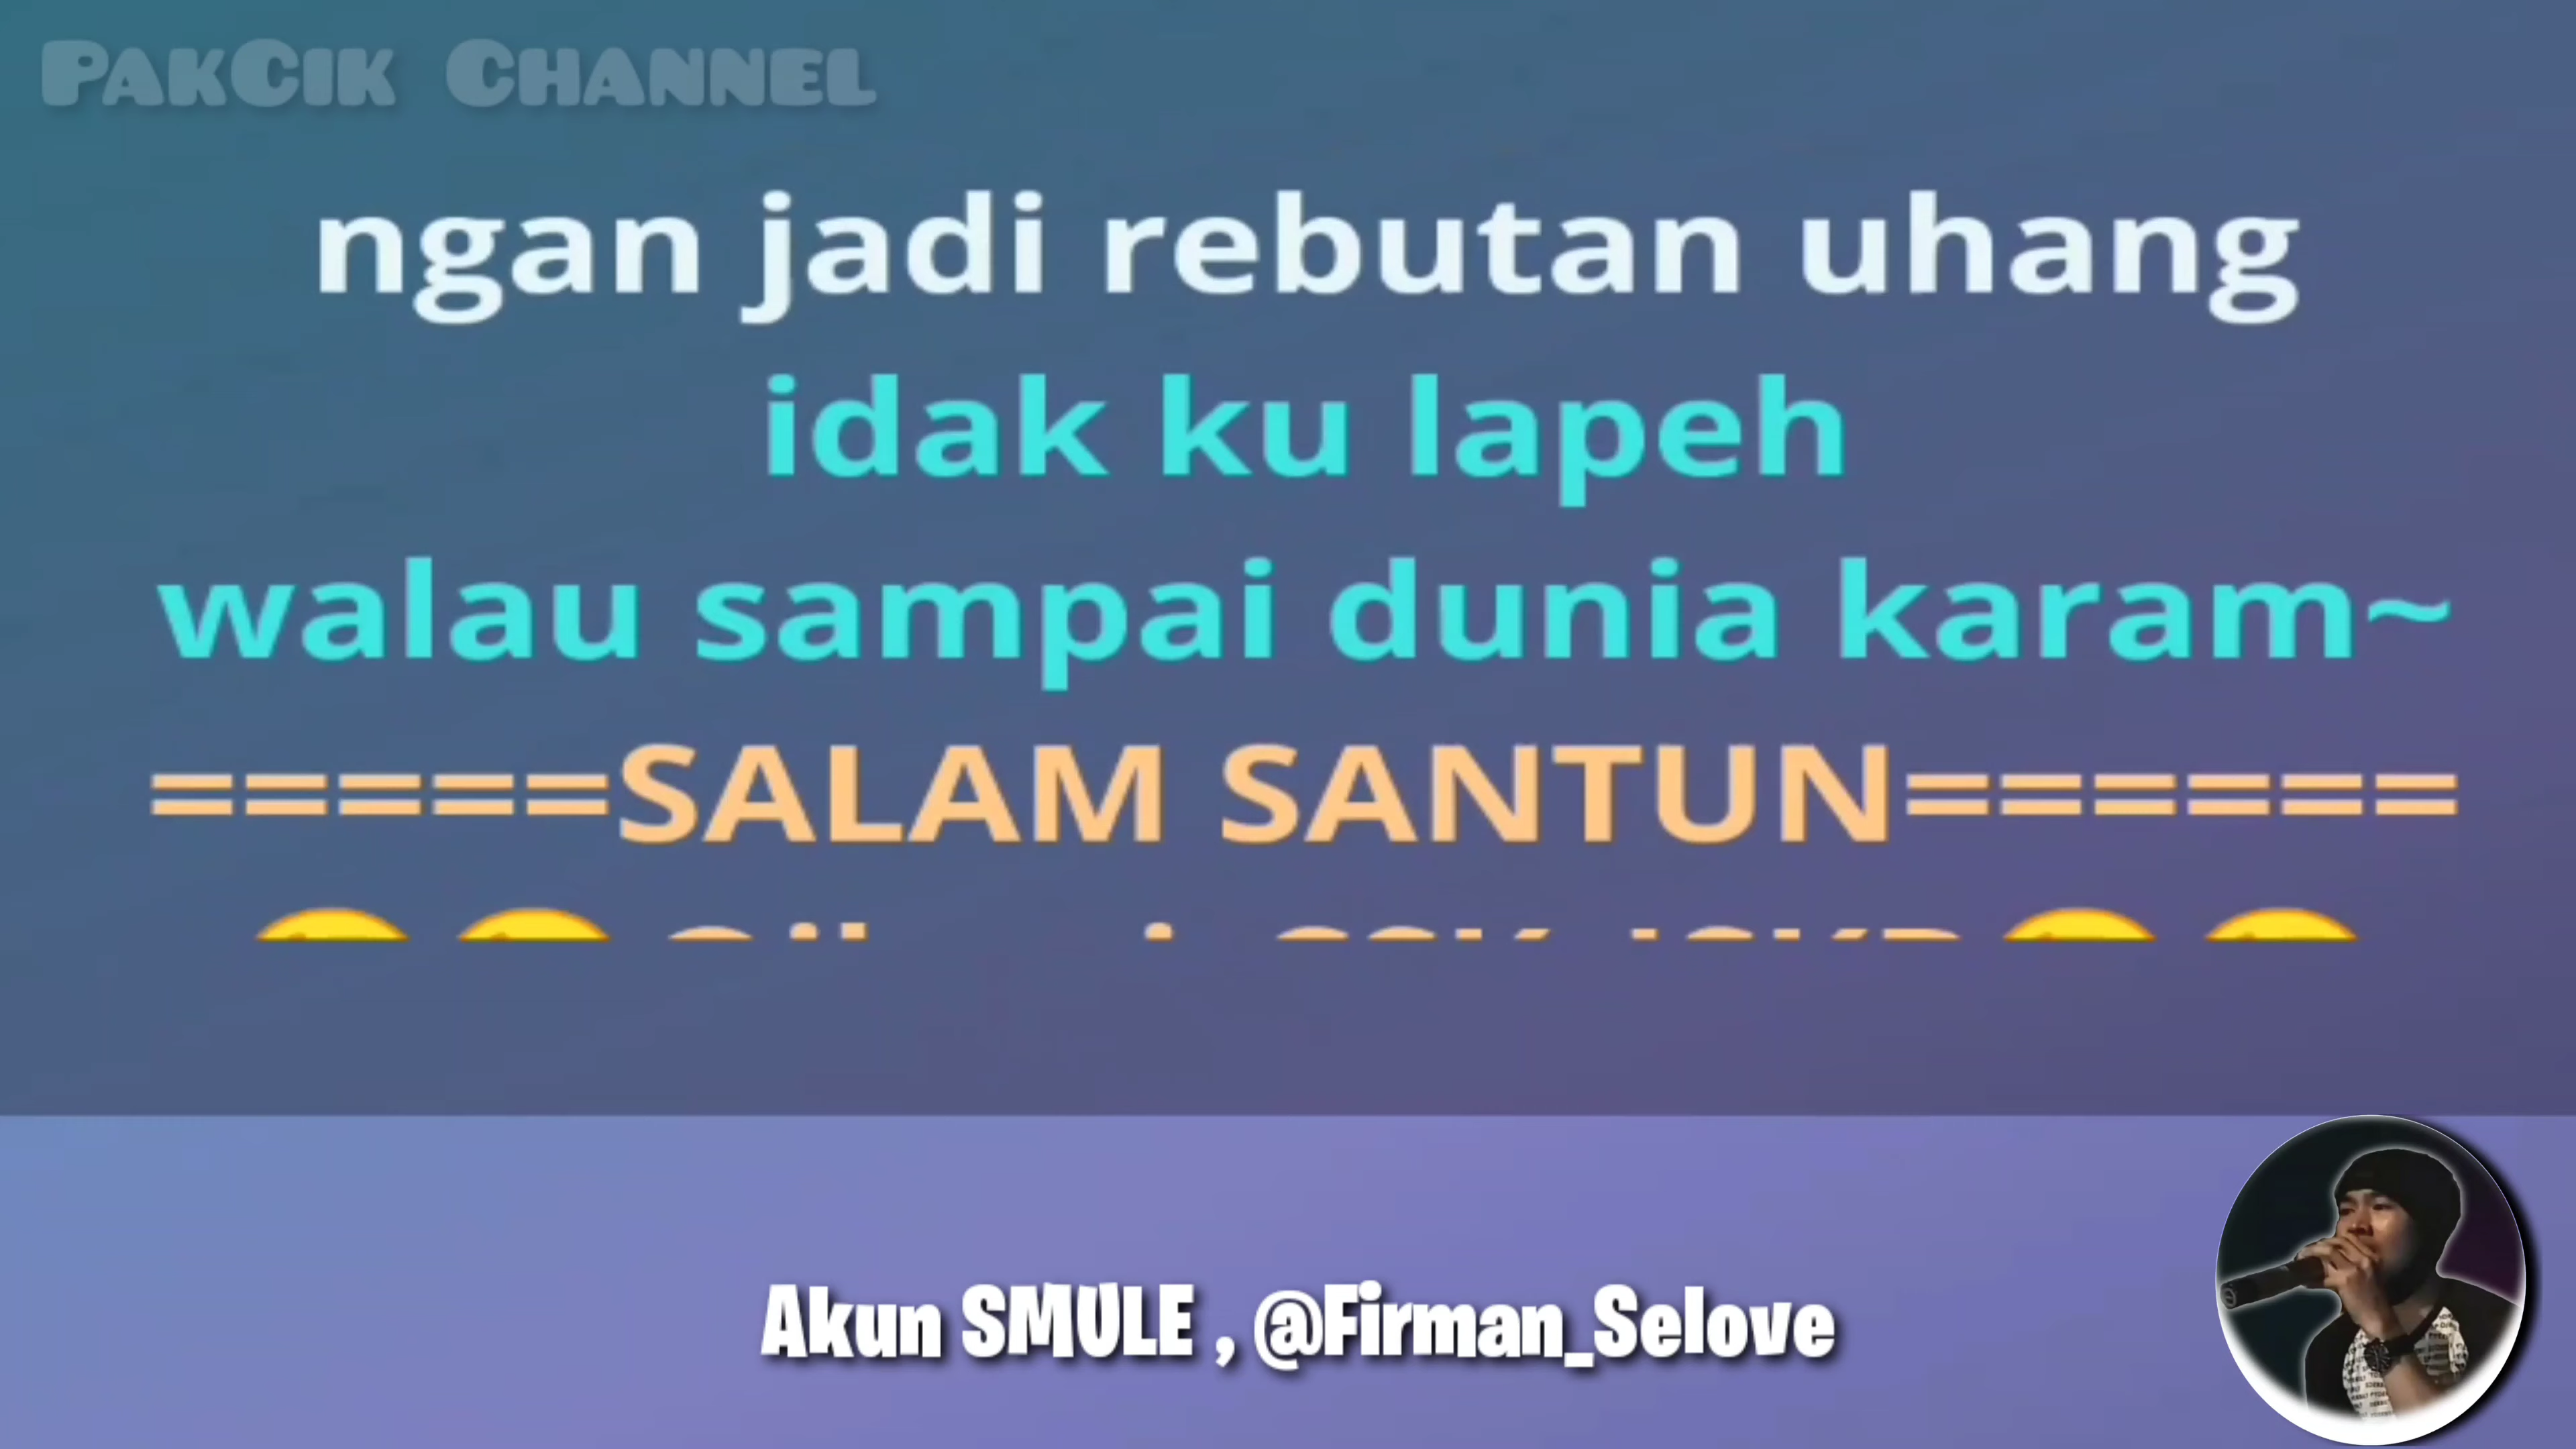 PakCik Channel
ngan jadi rebutan uhang
idak ku lapeh
walau sampai dunia karam~
=====SALAM SANTUN======
Akun SMULE , @Firman_Selove